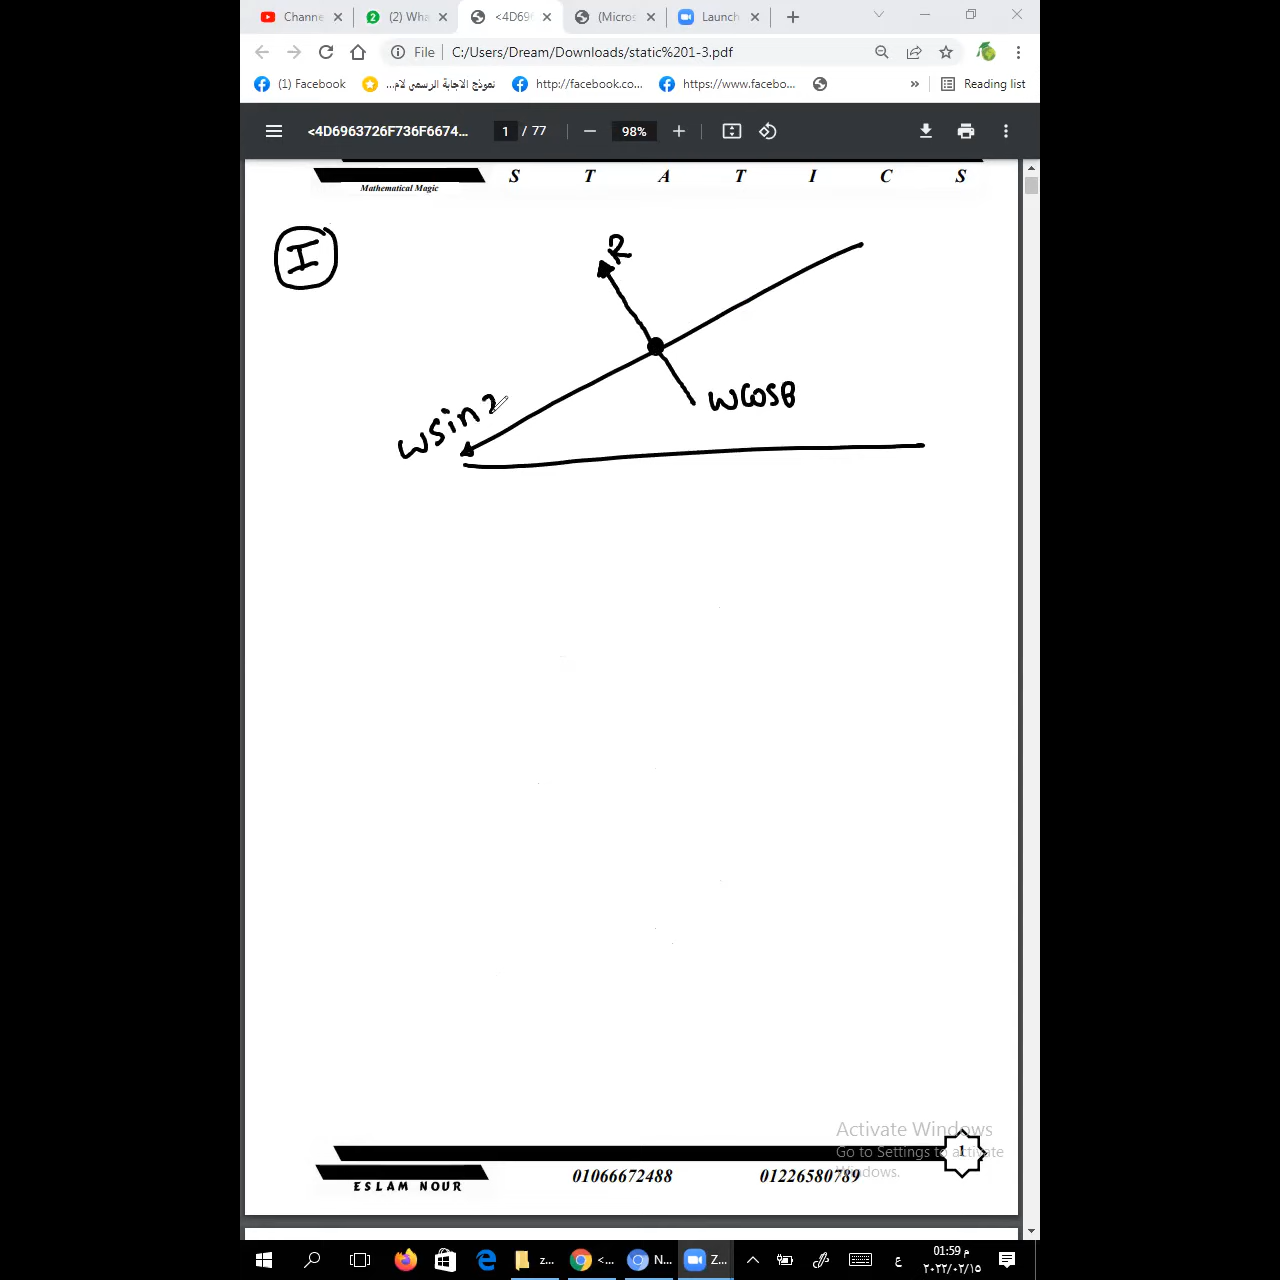 Channe
(2) Wha
<4D69
(Micros
Launch
File
C:/Users/Dream/Downloads/static%201-3.pdf
(1) Facebook
نموذج الاجابة الرسمى لام...
http://facebook.co...
https://www.facebo...
»
Reading list
<4D6963726F736F6674...
1 / 77
98%
Mathematical Magic
S T A T I C S
I
R
WSin2
WCosθ
Activate Windows
Go to Settings to activate
Windows.
1
ESLAM NOUR
01066672488
01226580789
z...
<...
N...
Z...
ع
01:59 م
٢٠٢٢/٠٢/١٥